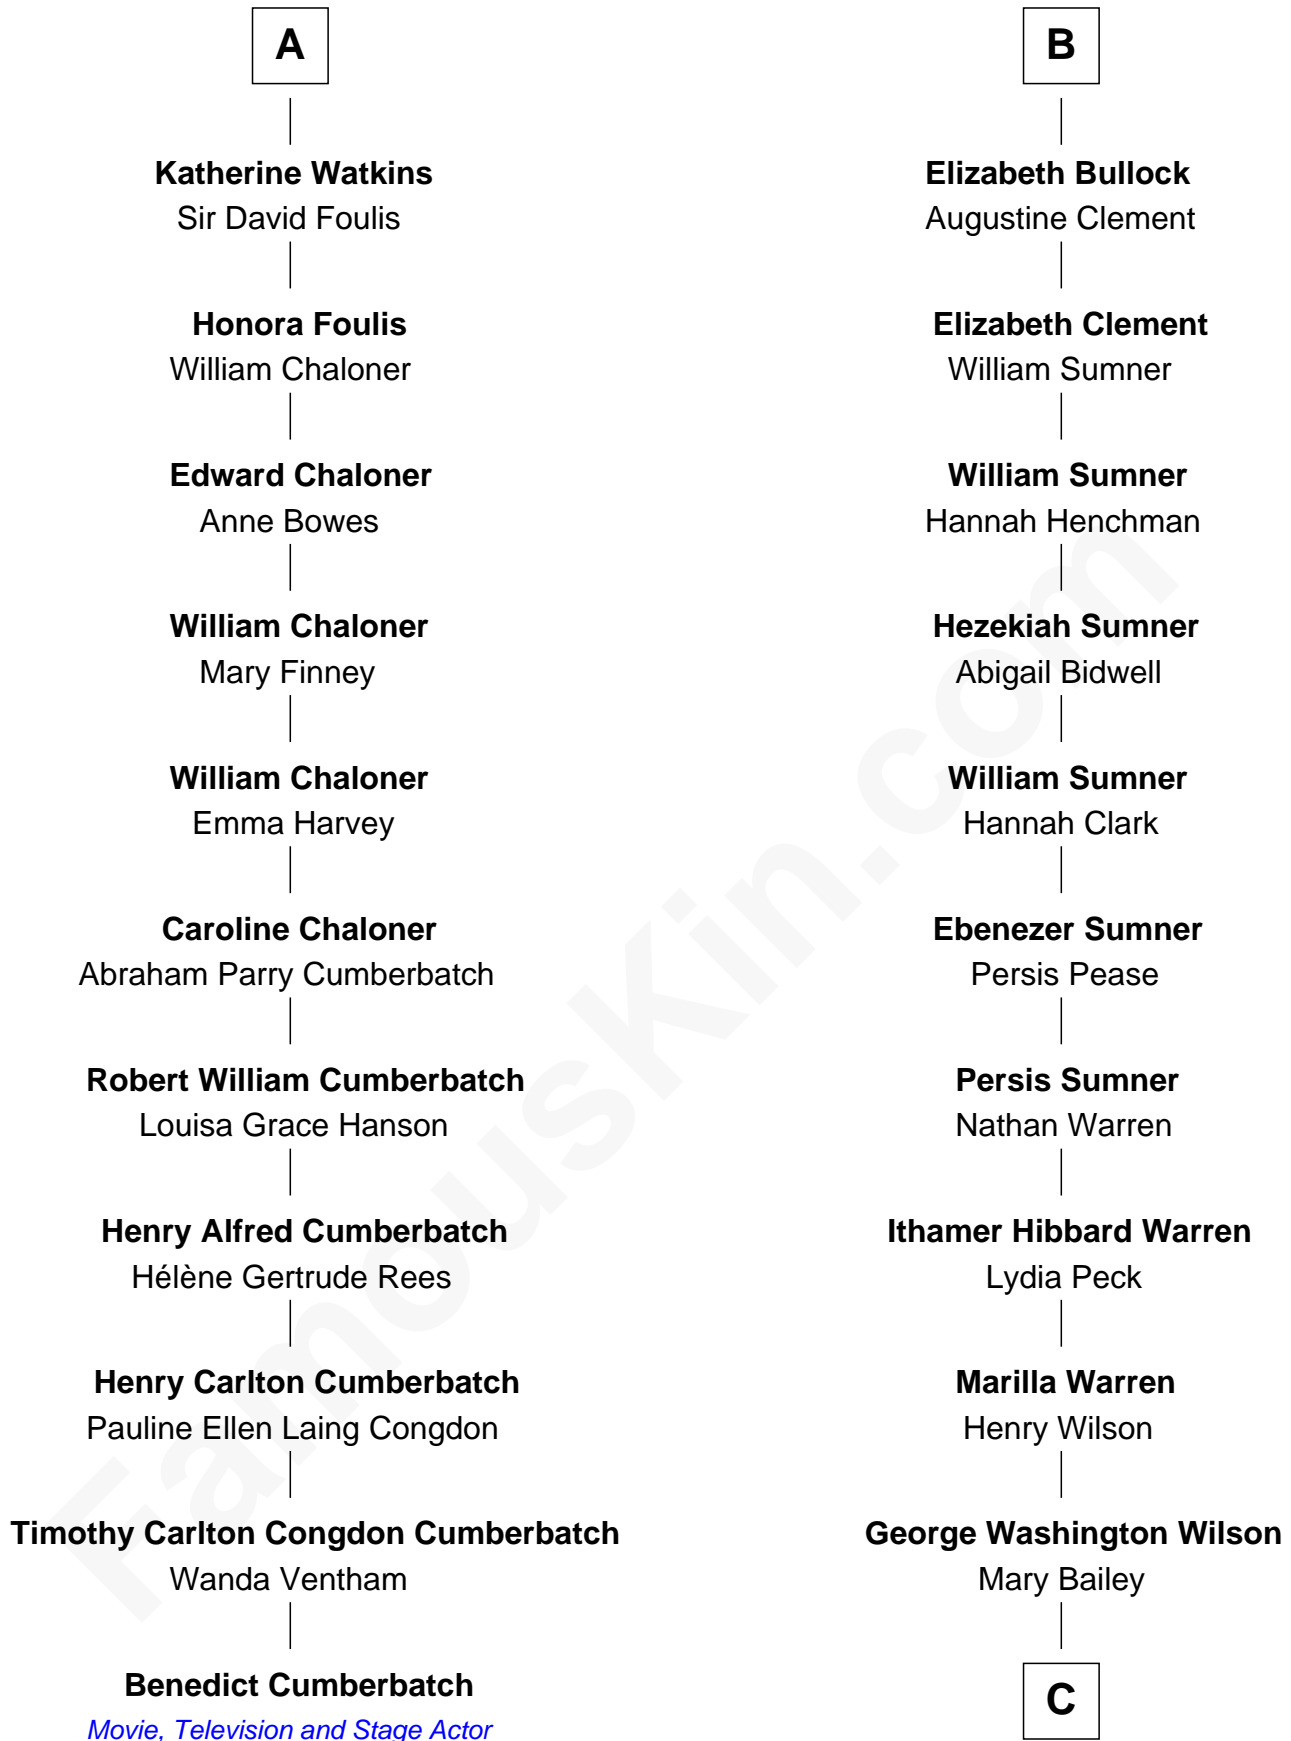 A
Katherine Watkins
Sir David Foulis
Honora Foulis
William Chaloner
Edward Chaloner
Anne Bowes
William Chaloner
Mary Finney
William Chaloner
Emma Harvey
Caroline Chaloner
Abraham Parry Cumberbatch
Robert William Cumberbatch
Louisa Grace Hanson
Henry Alfred Cumberbatch
Hélène Gertrude Rees
Henry Carlton Cumberbatch
Pauline Ellen Laing Congdon
Timothy Carlton Congdon Cumberbatch
Wanda Ventham
Benedict Cumberbatch
Movie, Television and Stage Actor
B
Elizabeth Bullock
Augustine Clement
Elizabeth Clement
William Sumner
William Sumner
Hannah Henchman
Hezekiah Sumner
Abigail Bidwell
William Sumner
Hannah Clark
Ebenezer Sumner
Persis Pease
Persis Sumner
Nathan Warren
Ithamer Hibbard Warren
Lydia Peck
Marilla Warren
Henry Wilson
George Washington Wilson
Mary Bailey
C
FamousKin.com